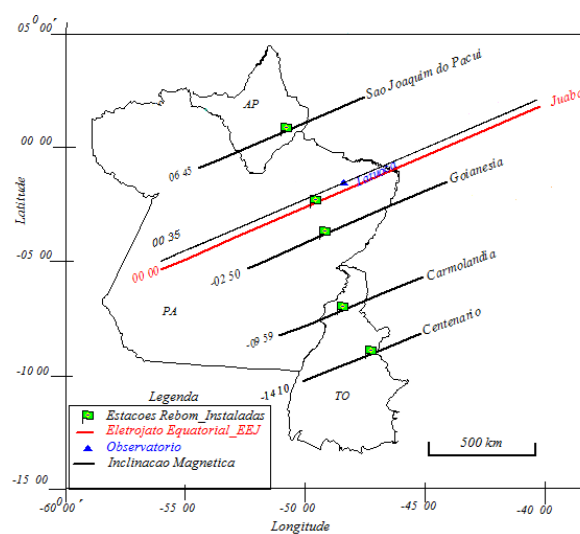 05° 00'
00 00
-05 00
-10 00
-15 00
Latitude
-60° 00'
-55 00
-50 00
-45 00
-40 00
Longitude
AP
PA
TO
Sao Joaquim do Pacui
06 45
Juaba
00 35
00 00
Goianesia
-02 50
Carmolandia
-09 59
Centenario
-14 10
Legenda
Estacoes Rebom_Instaladas
Eletrojato Equatorial_EEJ
Observatorio
Inclinacao Magnetica
500 km